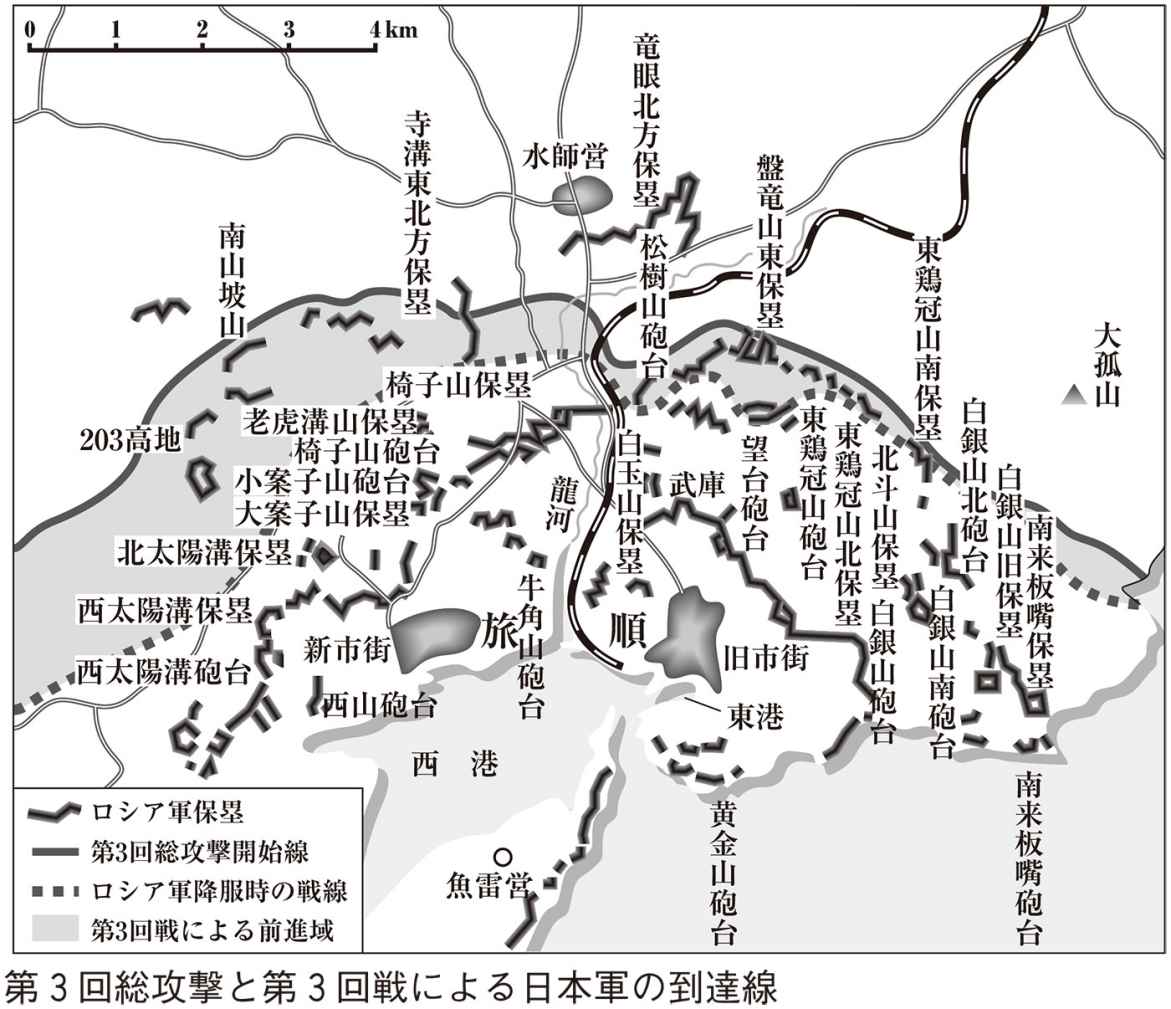 0 1 2 3 4 km
竜眼北方保塁
寺溝東北方保塁
水師営
盤竜山東保塁
南山坡山
松樹山砲台
東鶏冠山南保塁
大孤山
椅子山保塁
老虎溝山保塁
203高地
椅子山砲台
小案子山砲台
大案子山保塁
白玉山保塁
武庫
望台砲台
東鶏冠山砲台
東鶏冠山北保塁
北斗山保塁
白銀山北砲台
白銀山旧保塁
南来板嘴保塁
龍河
北太陽溝保塁
牛角山砲台
西太陽溝保塁
新市街
旅順
旧市街
白銀山砲台
白銀山南砲台
西太陽溝砲台
西山砲台
東港
西港
黄金山砲台
南来板嘴砲台
魚雷営
ロシア軍保塁
第3回総攻撃開始線
ロシア軍降服時の戦線
第3回戦による前進域
第3回総攻撃と第3回戦による日本軍の到達線